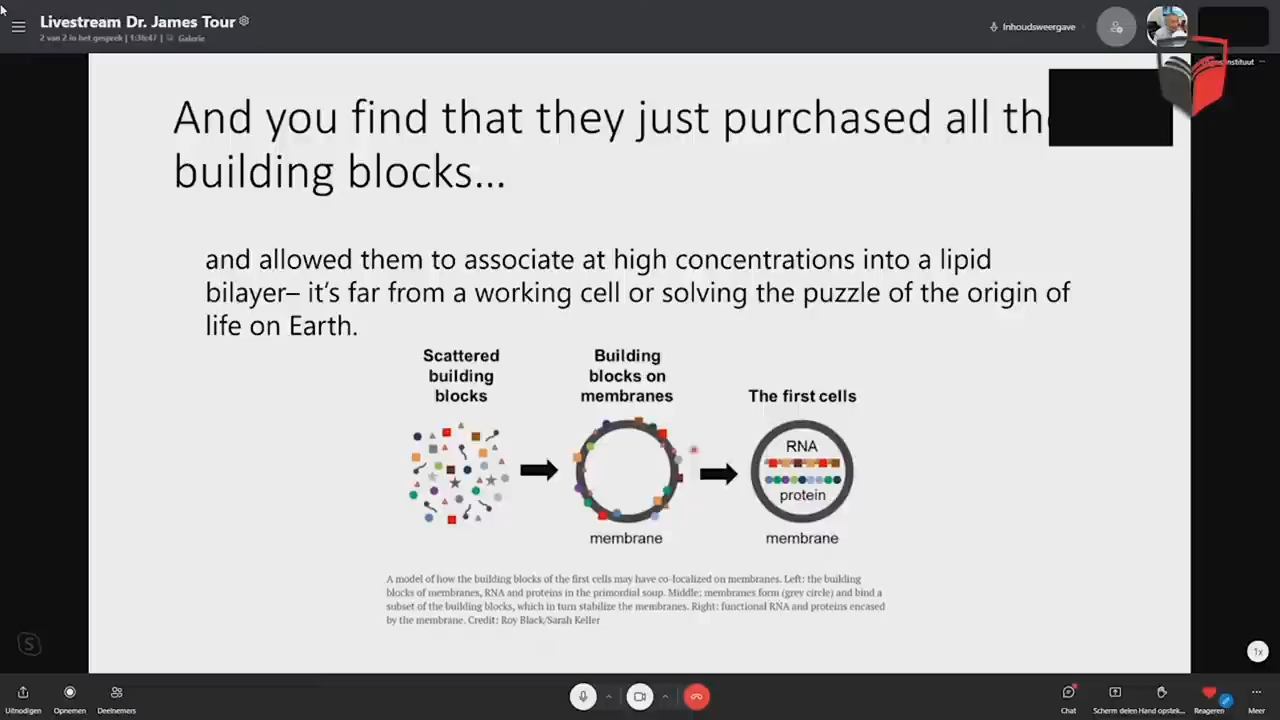 Livestream Dr. James Tour
2 van 2 in het gesprek | 1:36:47 | Galerie
Inhoudsweergave
instituut
And you find that they just purchased all the
building blocks...
and allowed them to associate at high concentrations into a lipid
bilayer– it's far from a working cell or solving the puzzle of the origin of
life on Earth.
Scattered
building
blocks
Building
blocks on
membranes
The first cells
RNA
protein
membrane
membrane
A model of how the building blocks of the first cells may have co-localized on membranes. Left: the building
blocks of membranes, RNA and proteins in the primordial soup. Middle: membranes form (grey circle) and bind a
subset of the building blocks, which in turn stabilize the membranes. Right: functional RNA and proteins encased
by the membrane. Credit: Roy Black/Sarah Keller
1x
Uitnodigen
Opnemen
Deelnemers
Chat
Scherm delen
Hand opstek...
Reageren
Meer